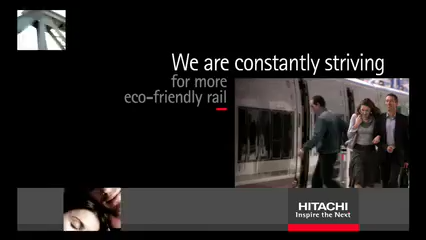 We are constantly striving
for more
eco-friendly rail
HITACHI
Inspire the Next